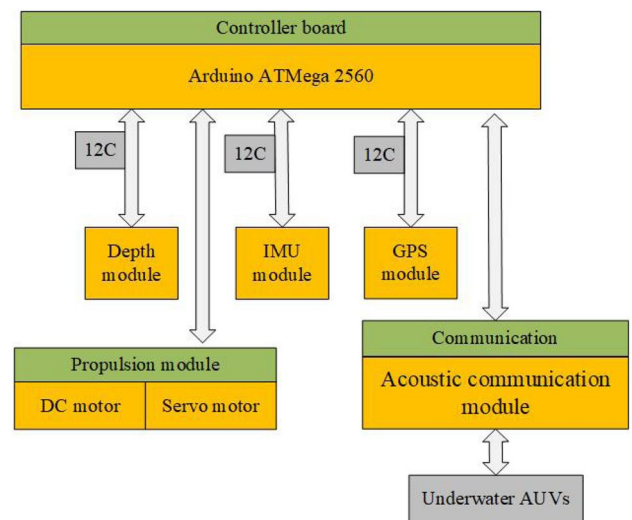 Controller board
Arduino ATMega 2560
12C
12C
12C
Depth
module
IMU
module
GPS
module
Propulsion module
DC motor
Servo motor
Communication
Acoustic communication
module
Underwater AUVs